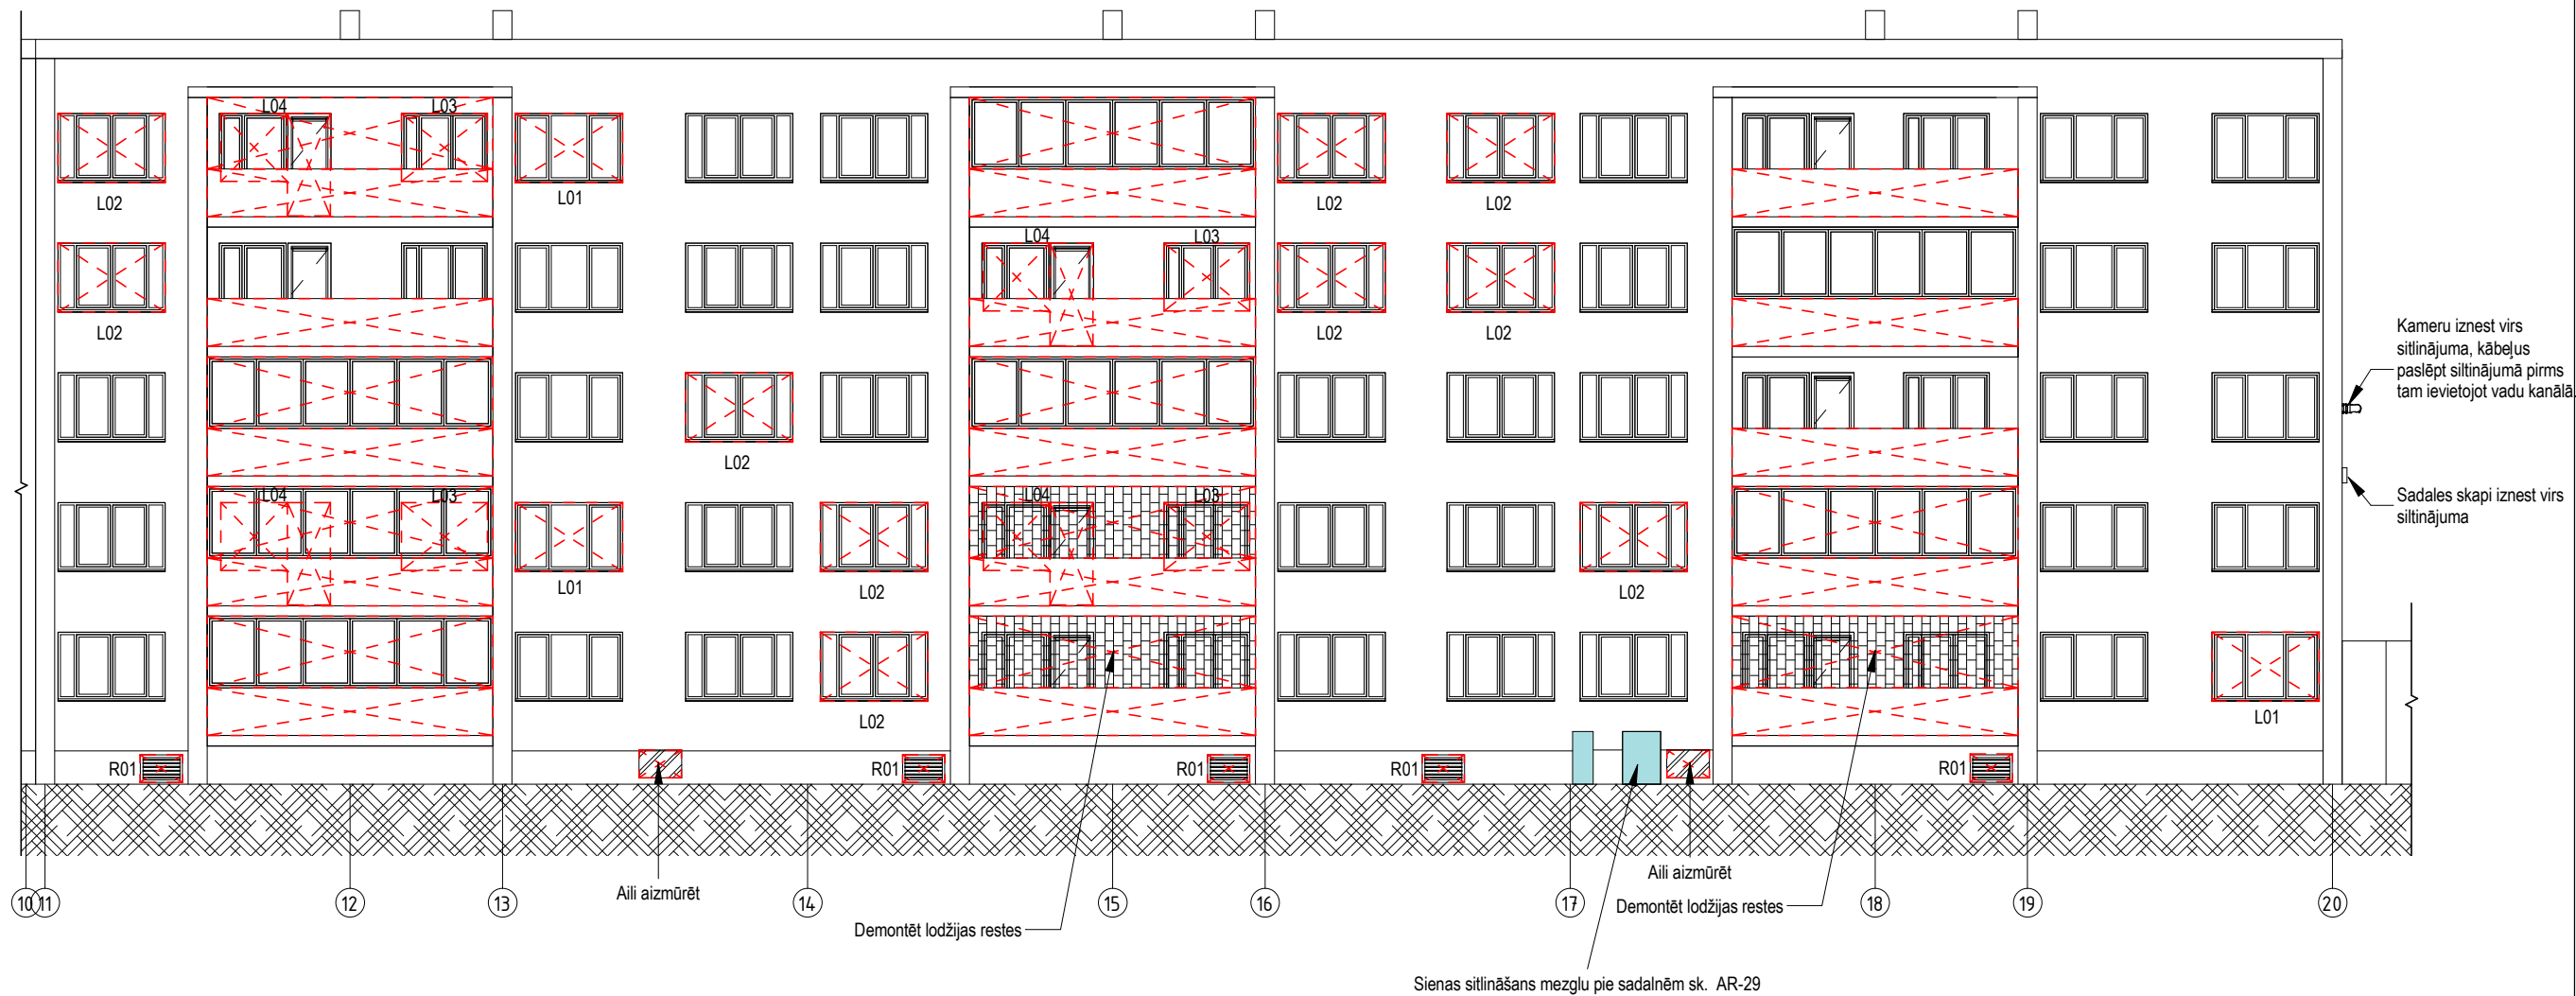 L04
L03
L02
L01
L02
L02
L04
L03
L02
L02
L02
Kameru iznest virs
sitlinājuma, kābeļus
paslēpt siltinājumā pirms
tam ievietojot vadu kanālā.
L02
Sadales skapi iznest virs
siltinājuma
L04
L03
L04
L03
L01
L02
L02
L02
L01
R01
R01
R01
R01
R01
10
11
12
13
14
15
16
17
18
19
20
Aili aizmūrēt
Aili aizmūrēt
Demontēt lodžijas restes
Demontēt lodžijas restes
Sienas sitlināšans mezglu pie sadalnēm sk. AR-29